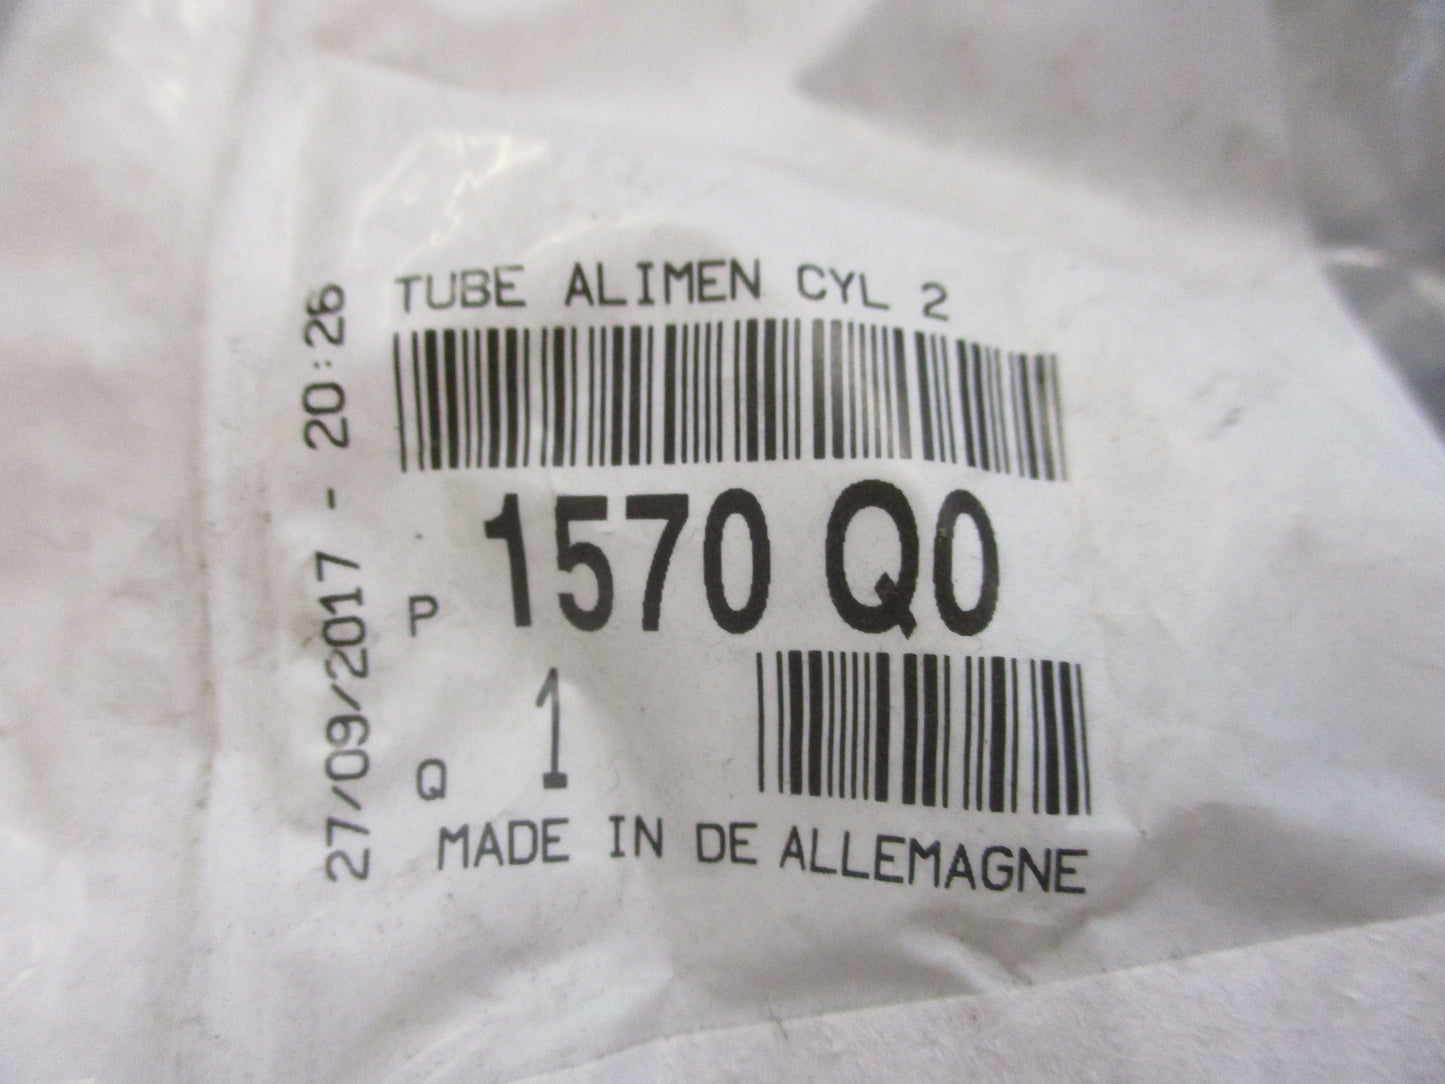 TUBE ALIMEN CYL 2
P 1570 Q0
Q 1
MADE IN DE ALLEMAGNE
27/09/2017 - 20:26